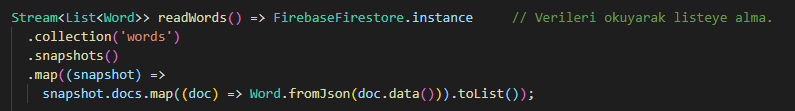 Stream<List<Word>> readWords() => FirebaseFirestore.instance // Verileri okuyarak listeye alma.
.collection('words')
.snapshots()
.map((snapshot) =>
snapshot.docs.map((doc) => Word.fromJson(doc.data())).toList());